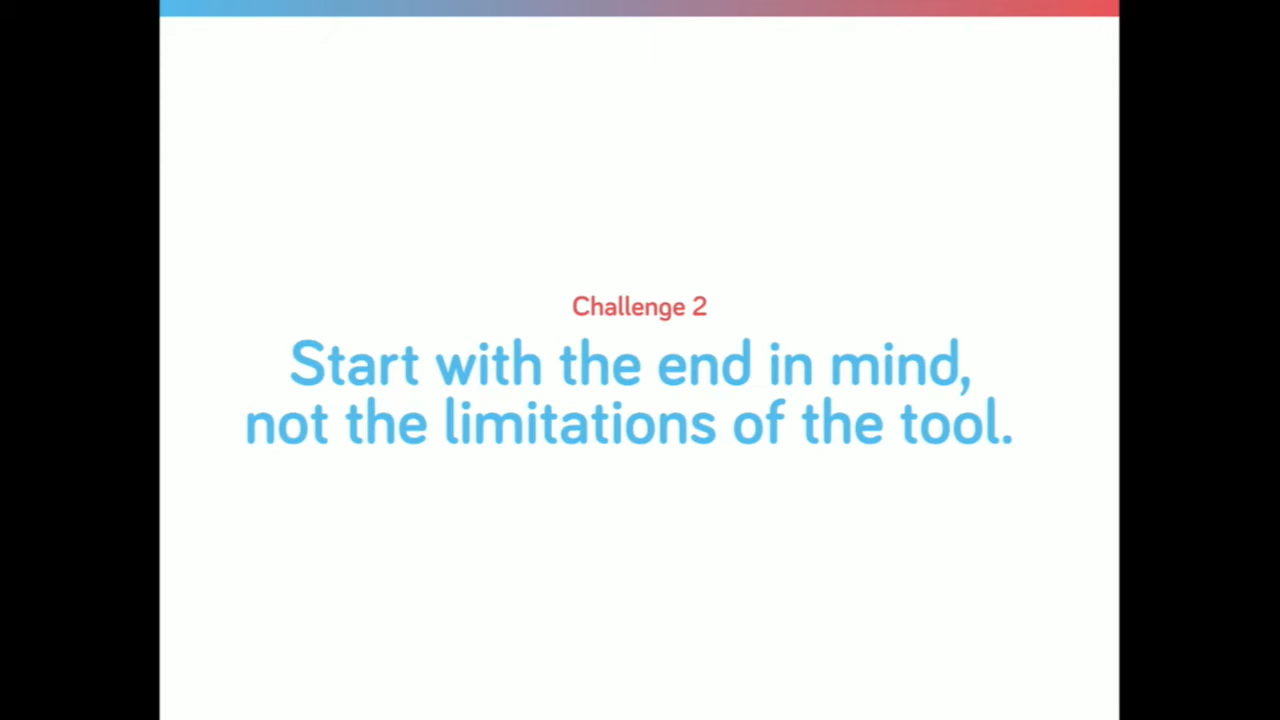 Challenge 2
Start with the end in mind,
not the limitations of the tool.